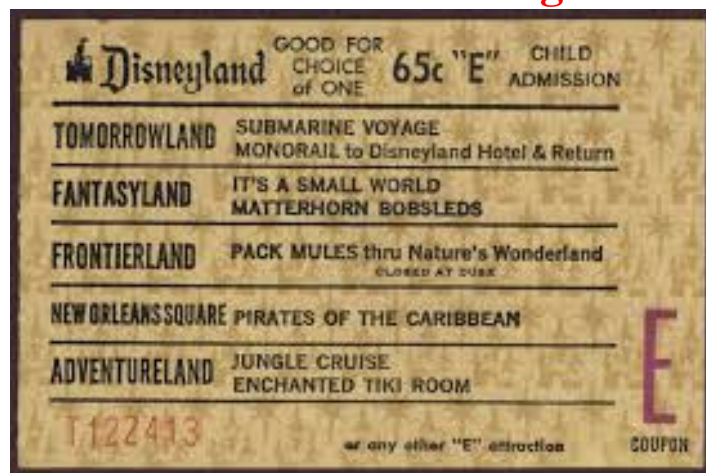 Disneyland GOOD FOR CHOICE of ONE 65c "E" CHILD ADMISSION
TOMORROWLAND SUBMARINE VOYAGE
MONORAIL to Disneyland Hotel & Return
FANTASYLAND IT'S A SMALL WORLD
MATTERHORN BOBSLEDS
FRONTIERLAND PACK MULES thru Nature's Wonderland
CLOSED AT DUSK
NEW ORLEANS SQUARE PIRATES OF THE CARIBBEAN
ADVENTURELAND JUNGLE CRUISE
ENCHANTED TIKI ROOM
T122413
or any other "E" attraction
E
COUPON